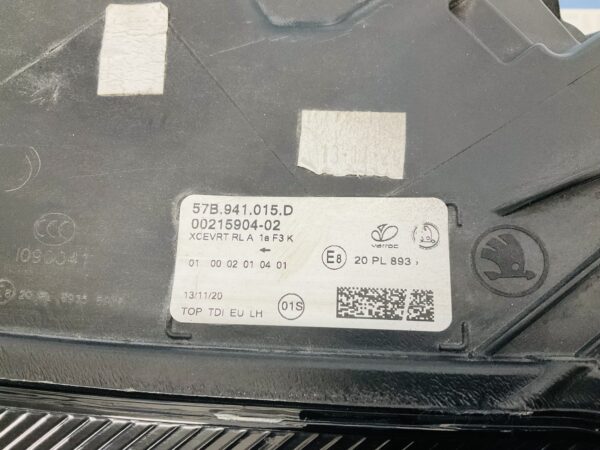 57B.941.015.D
00215904-02
XCEVRT RL A 1a F3 K
←
varroc
01 00 02 01 04 01
E8 20 PL 893 ›
13/11/20
01S
TOP TDI EU LH